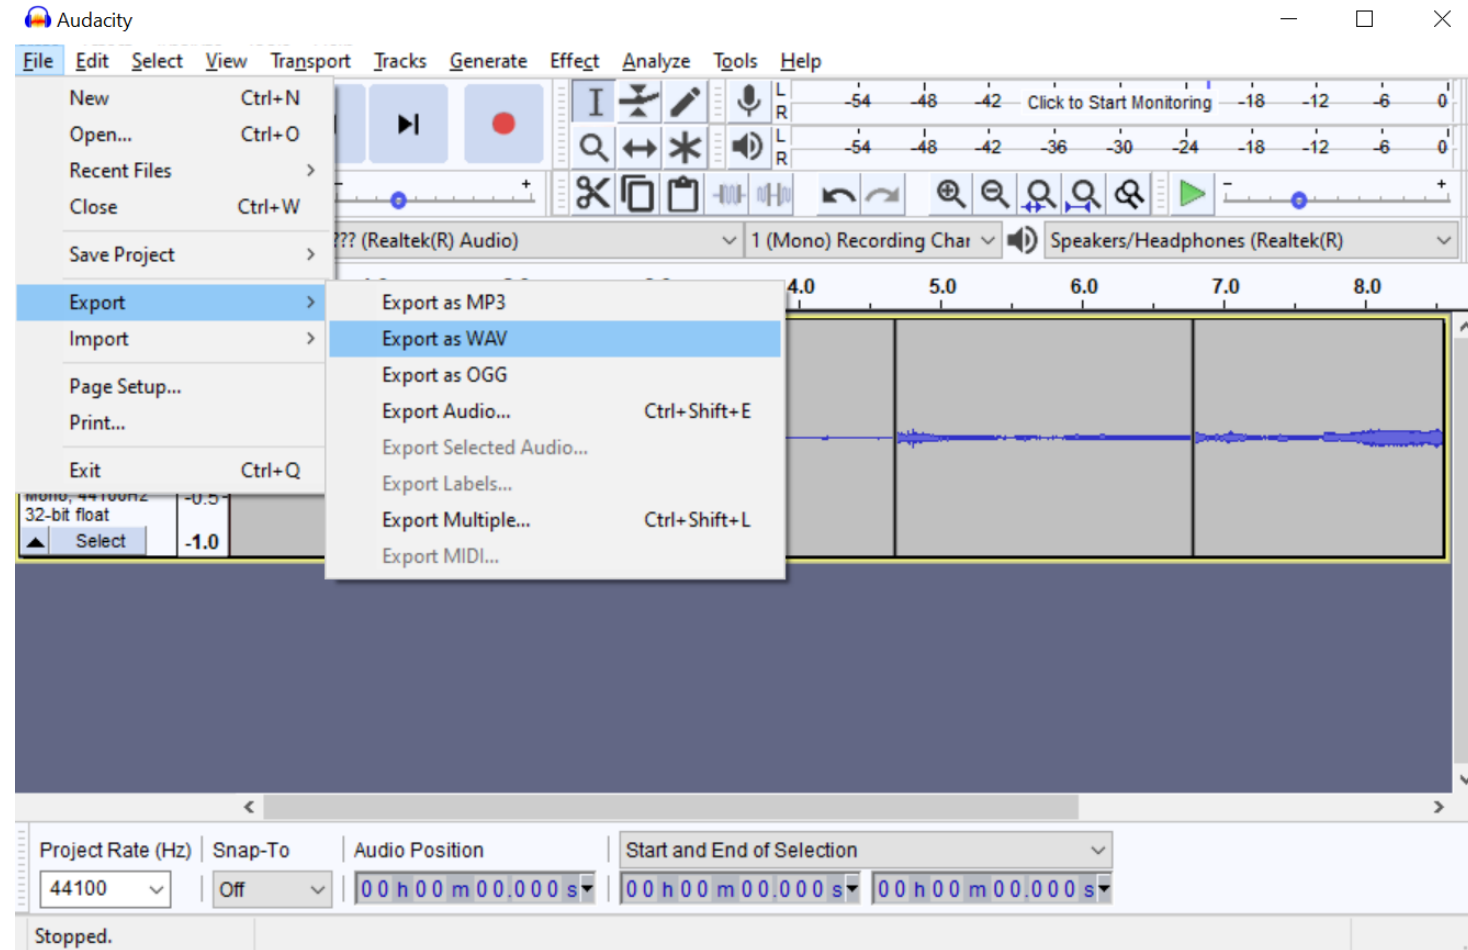 Audacity
File Edit Select View Transport Tracks Generate Effect Analyze Tools Help
New Ctrl+N
Open... Ctrl+O
Recent Files
Close Ctrl+W
Save Project
Export
Import
Page Setup...
Print...
Exit Ctrl+Q
L
R
-54 -48 -42 Click to Start Monitoring -18 -12 -6 0
L
R
-54 -48 -42 -36 -30 -24 -18 -12 -6 0
- +
- +
??? (Realtek(R) Audio) 1 (Mono) Recording Char Speakers/Headphones (Realtek(R)
4.0 5.0 6.0 7.0 8.0
Export as MP3
Export as WAV
Export as OGG
Export Audio... Ctrl+Shift+E
Export Selected Audio...
Export Labels...
Export Multiple... Ctrl+Shift+L
Export MIDI...
Mono, 44100Hz -0.5
32-bit float
Select -1.0
Project Rate (Hz) Snap-To Audio Position Start and End of Selection
44100 Off 00 h 00 m 00.000 s 00 h 00 m 00.000 s 00 h 00 m 00.000 s
Stopped.